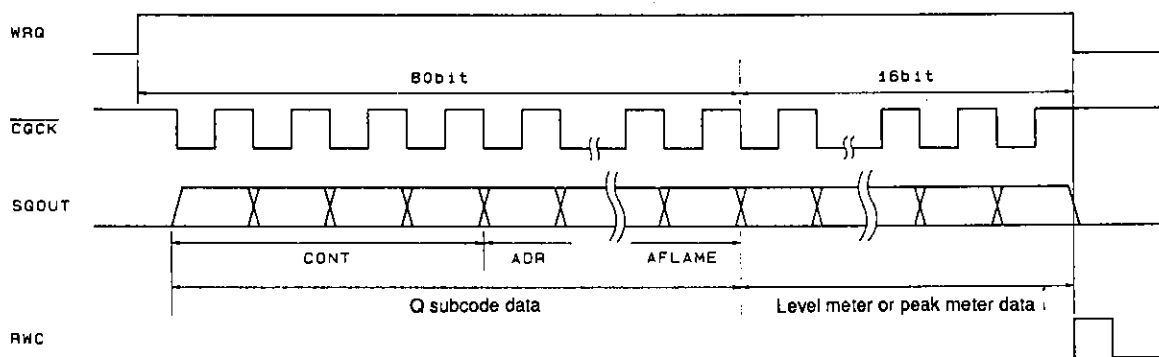 WRQ
80bit
16bit
CQCK
SQOUT
CONT
ADR
AFLAME
Q subcode data
Level meter or peak meter data
RWC